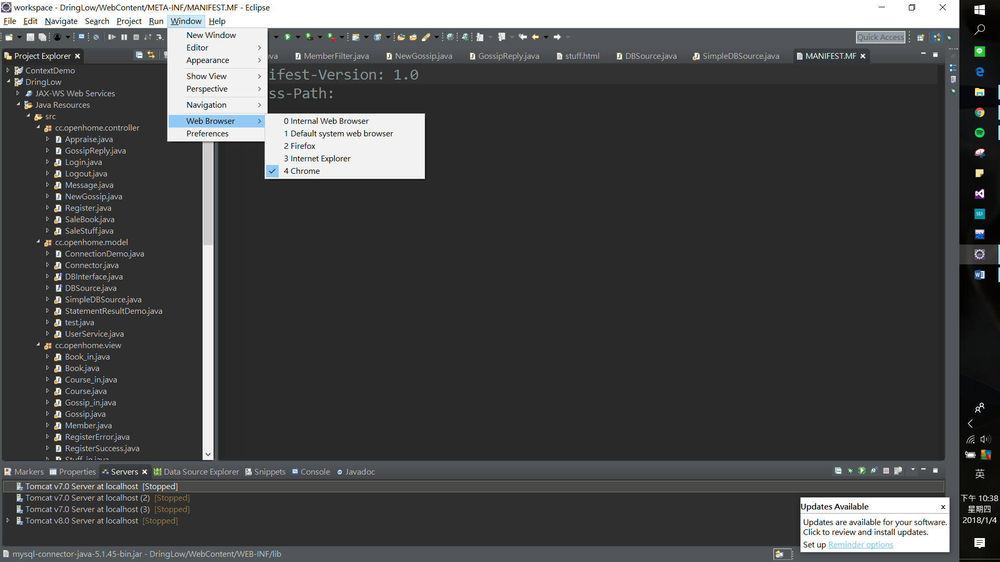 workspace - DringLow/WebContent/META-INF/MANIFEST.MF - Eclipse
File Edit Navigate Search Project Run Window Help
Quick Access
New Window
Editor
Appearance
Show View
Perspective
Navigation
Web Browser
Preferences
0 Internal Web Browser
1 Default system web browser
2 Firefox
3 Internet Explorer
4 Chrome
Project Explorer
ContextDemo
DringLow
JAX-WS Web Services
Java Resources
src
cc.openhome.controller
Appraise.java
GossipReply.java
Login.java
Logout.java
Message.java
NewGossip.java
Register.java
SaleBook.java
SaleStuff.java
cc.openhome.model
ConnectionDemo.java
Connector.java
DBInterface.java
DBSource.java
SimpleDBSource.java
StatementResultDemo.java
test.java
UserService.java
cc.openhome.view
Book_in.java
Book.java
Course_in.java
Course.java
Gossip_in.java
Gossip.java
Member.java
RegisterError.java
RegisterSuccess.java
Stuff_in.java
ava MemberFilter.java NewGossip.java GossipReply.java stuff.html DBSource.java SimpleDBSource.java MANIFEST.MF
ifest-Version: 1.0
ss-Path:
Markers Properties Servers Data Source Explorer Snippets Console Javadoc
Tomcat v7.0 Server at localhost [Stopped]
Tomcat v7.0 Server at localhost (2) [Stopped]
Tomcat v7.0 Server at localhost (3) [Stopped]
Tomcat v8.0 Server at localhost [Stopped]
Updates Available
Updates are available for your software.
Click to review and install updates.
Set up Reminder options
mysql-connector-java-5.1.45-bin.jar - DringLow/WebContent/WEB-INF/lib
SD
DEV
英
下午 10:38
星期四
2018/1/4